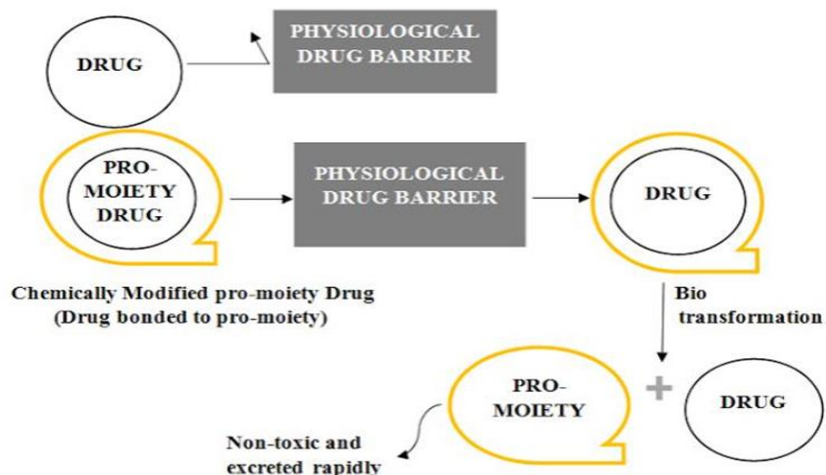 DRUG
PHYSIOLOGICAL
DRUG BARRIER
PRO-
MOIETY
DRUG
PHYSIOLOGICAL
DRUG BARRIER
DRUG
Chemically Modified pro-moiety Drug
(Drug bonded to pro-moiety)
Bio
transformation
PRO-
MOIETY
+
DRUG
Non-toxic and
excreted rapidly